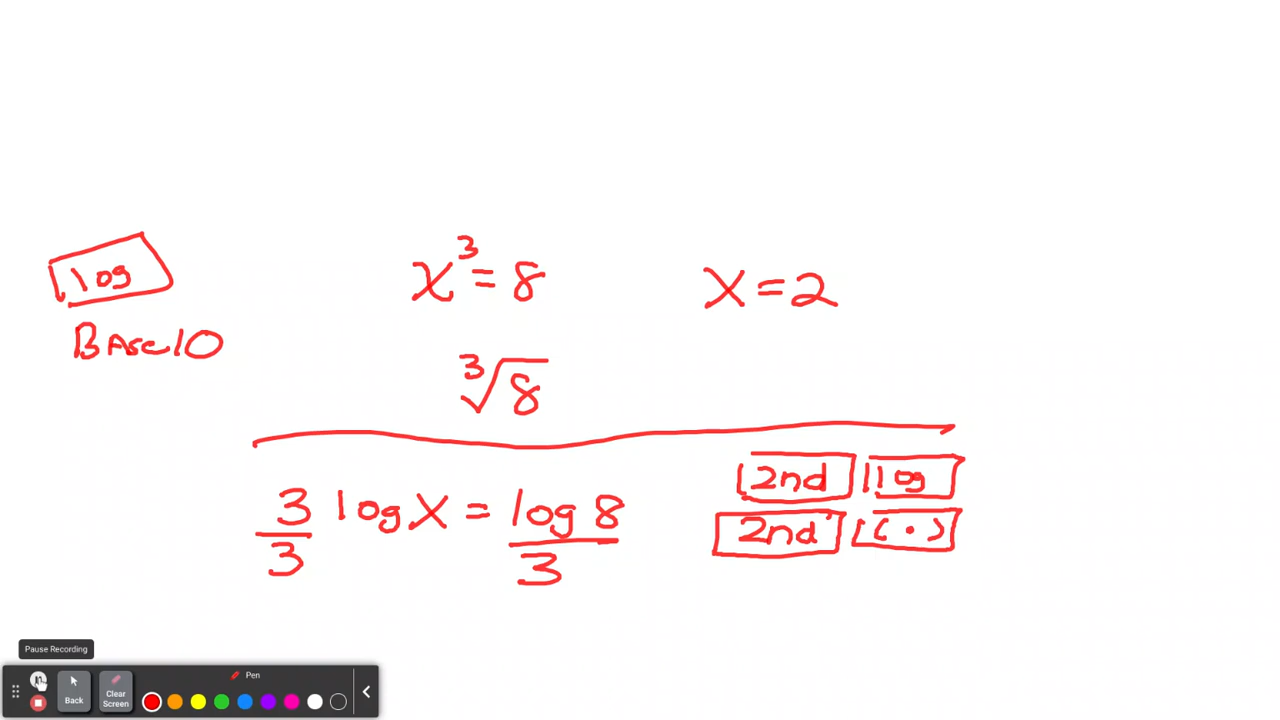 log
BAse10
x³=8
x=2
³√8
3 log x = log 8
3 3
2nd log
2nd (•)
Pause Recording
Pen
Back
Clear
Screen